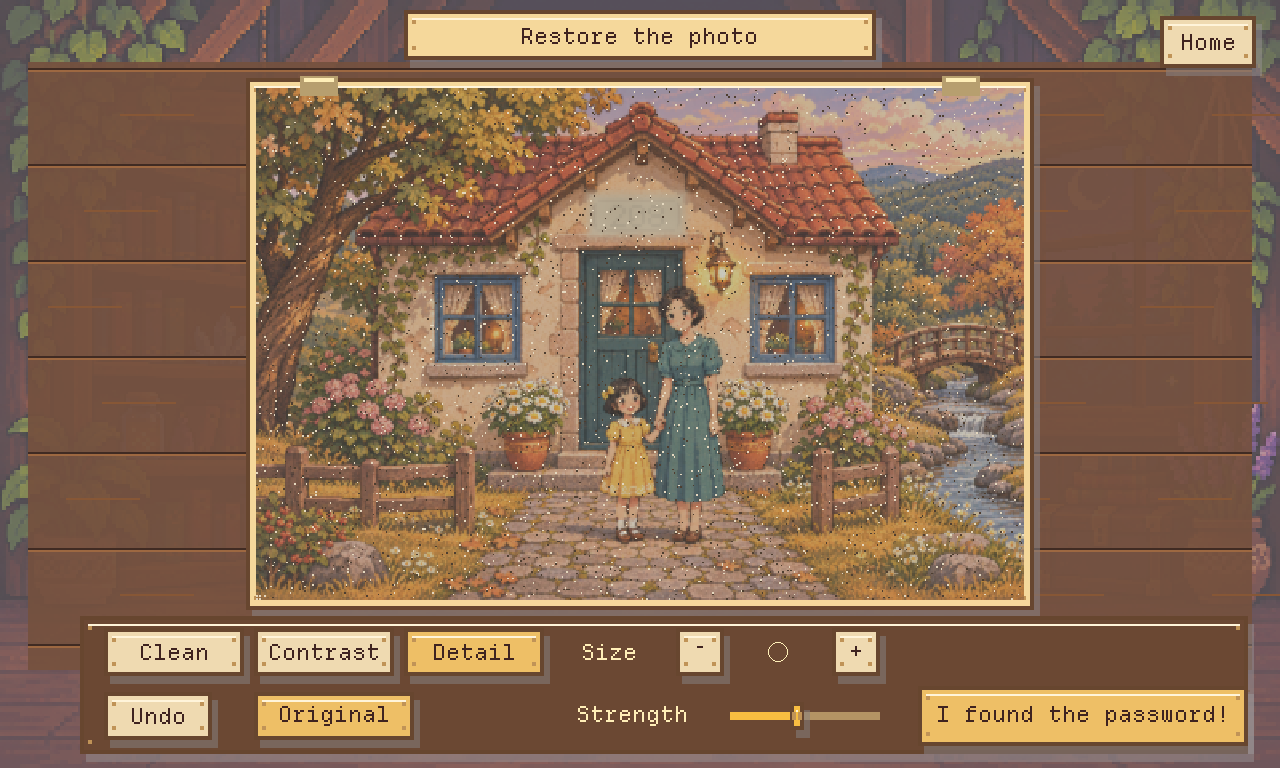 Restore the photo
Home
Clean
Contrast
Detail
Size
-
+
Undo
Original
Strength
I found the password!